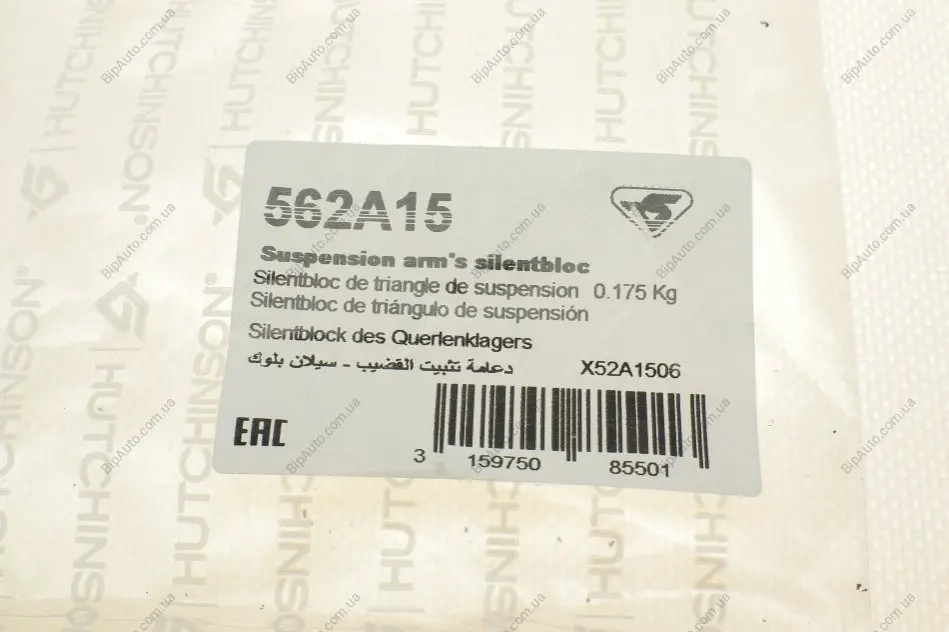 562A15
Suspension arm's silentbloc
Silentbloc de triangle de suspension 0.175 Kg
Silentbloc de triángulo de suspensión
Silentblock des Querlenklagers
دعامة تثبيت القضيب - سيلان بلوك
X52A1506
EAC
3 159750 85501
HUTCHINSON®
BipAuto.com.ua